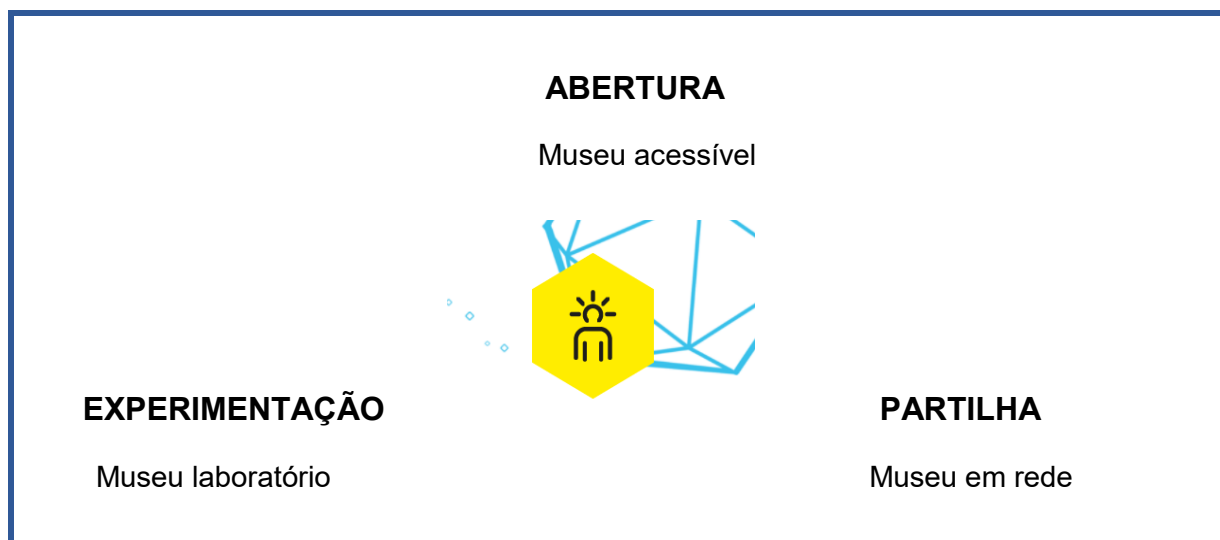 ABERTURA
Museu acessível
EXPERIMENTAÇÃO
PARTILHA
Museu laboratório
Museu em rede